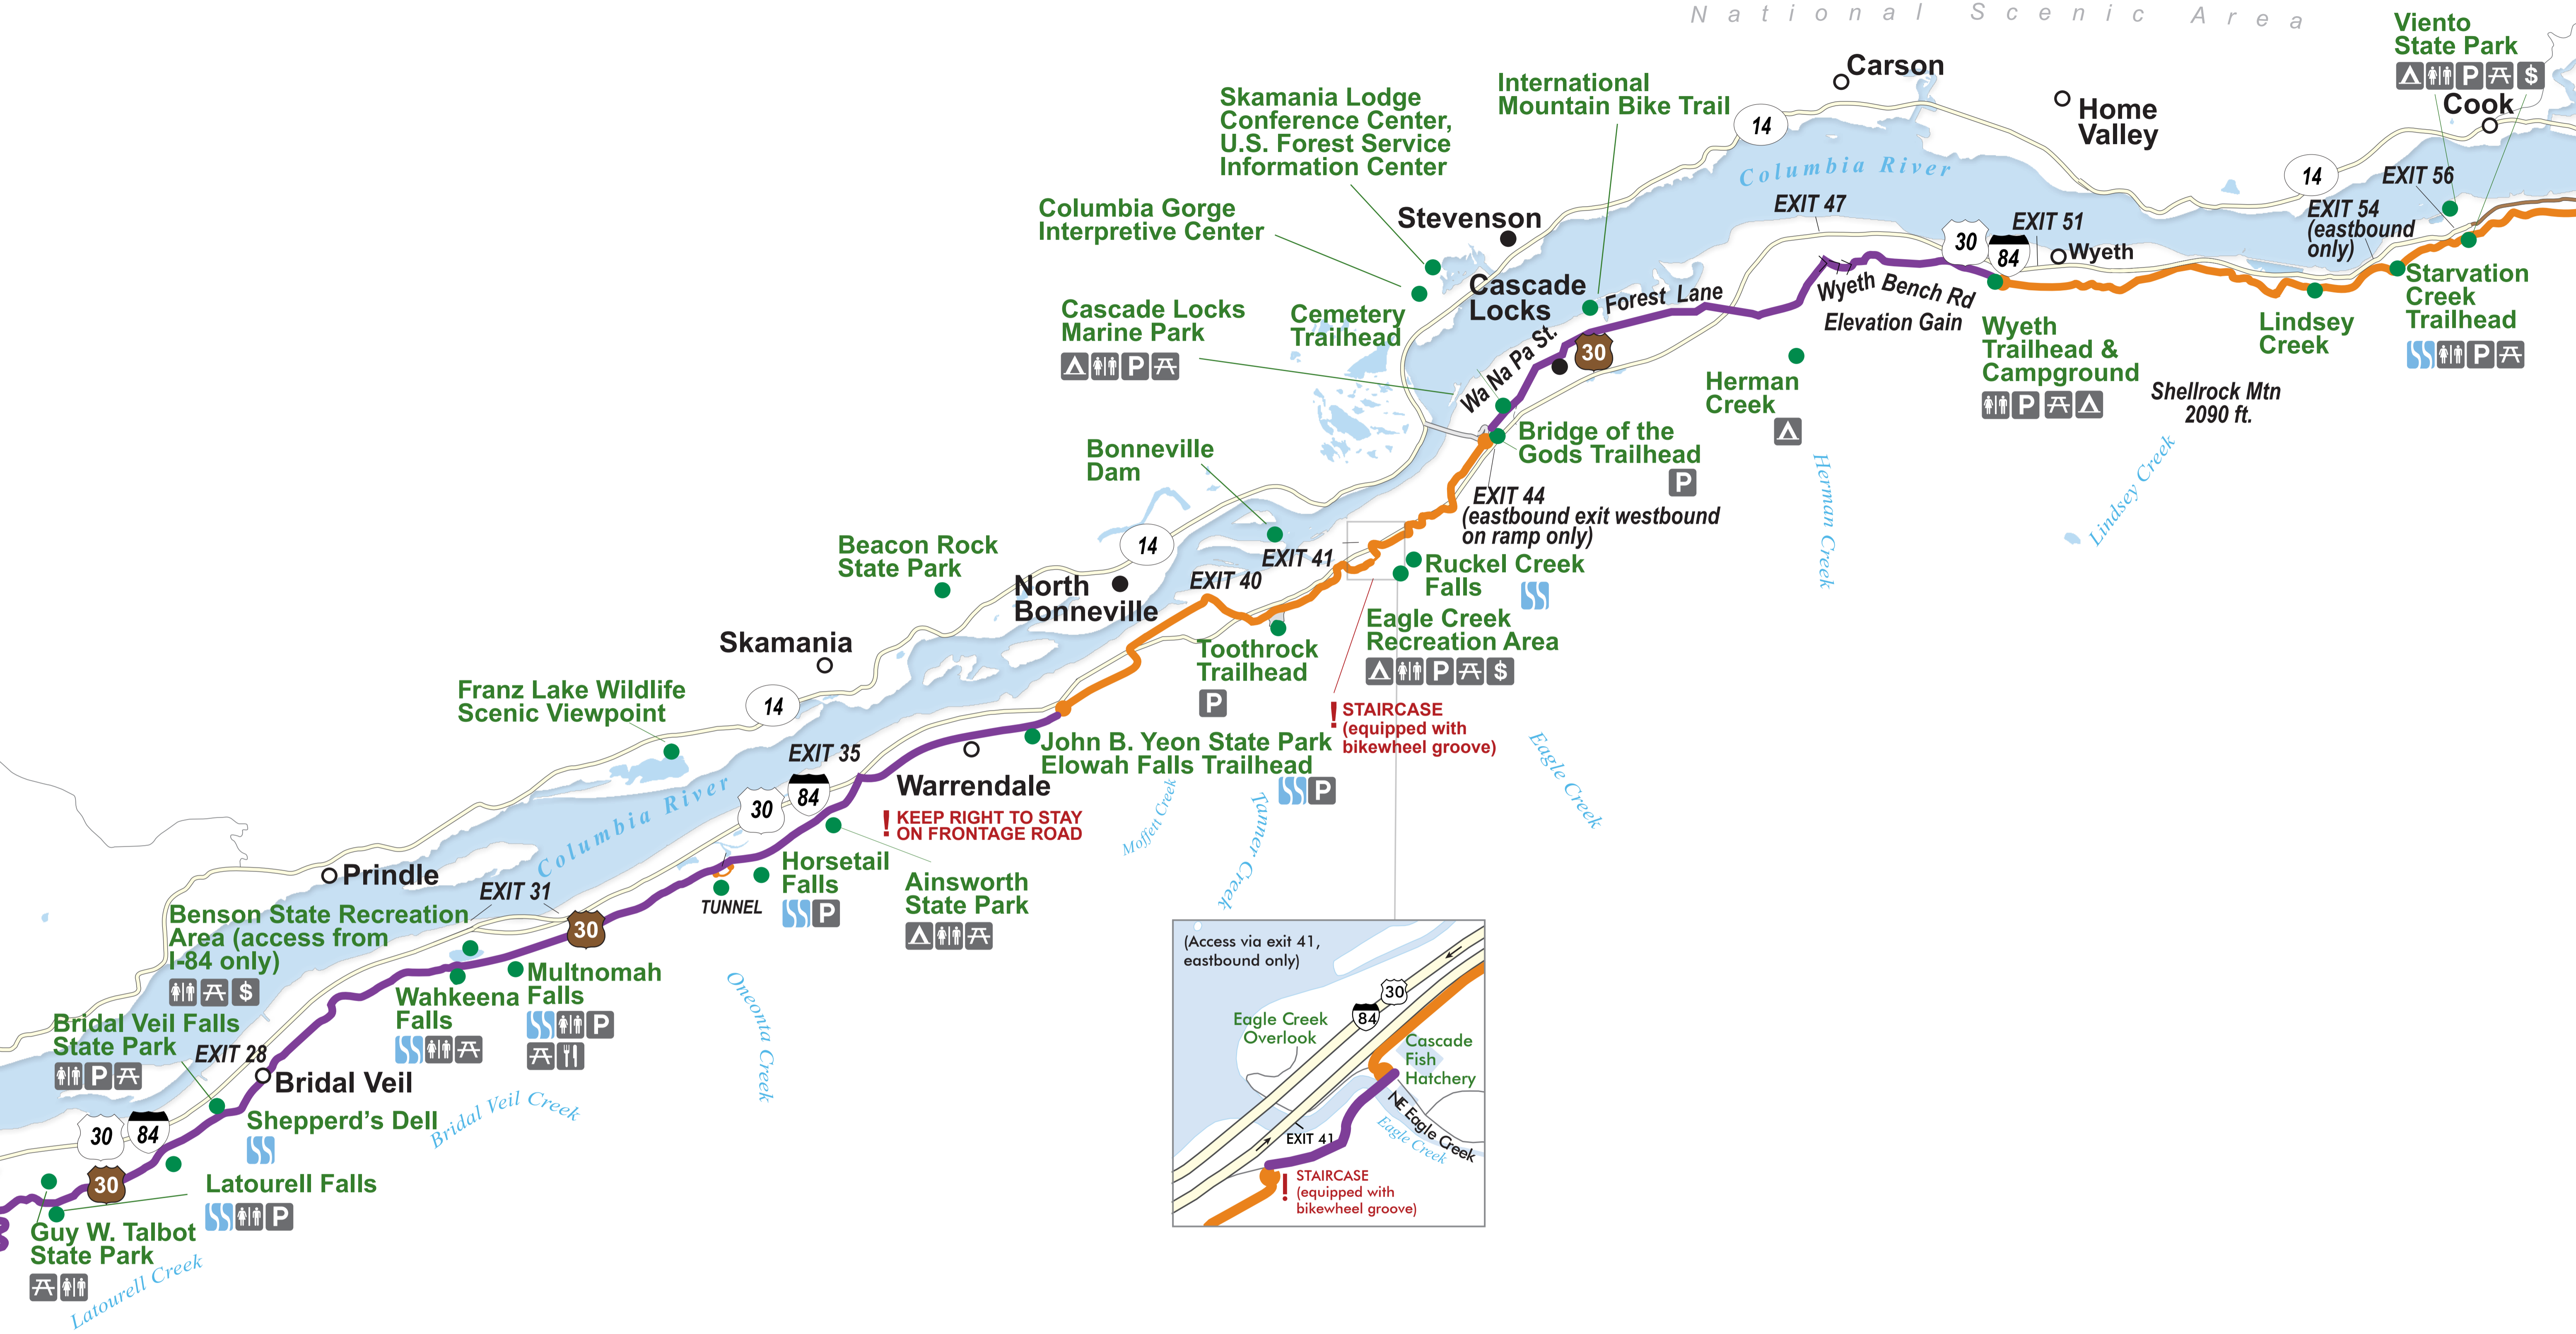 National Scenic Area
Viento
State Park
P
$
Cook
Carson
Home
Valley
International
Mountain Bike Trail
Skamania Lodge
Conference Center,
U.S. Forest Service
Information Center
14
Columbia River
14
EXIT 56
EXIT 54
(eastbound
only)
EXIT 47
EXIT 51
30
84
Wyeth
Columbia Gorge
Interpretive Center
Stevenson
Cascade
Locks
Forest Lane
Wyeth Bench Rd
Elevation Gain
Starvation
Creek
Trailhead
P
Cascade Locks
Marine Park
P
Cemetery
Trailhead
Wa Na Pa St.
30
Wyeth
Trailhead &
Campground
P
Lindsey
Creek
Herman
Creek
Shellrock Mtn
2090 ft.
Bridge of the
Gods Trailhead
P
Bonneville
Dam
EXIT 44
(eastbound exit westbound
on ramp only)
Herman Creek
Lindsey Creek
Beacon Rock
State Park
14
EXIT 41
North
Bonneville
EXIT 40
Ruckel Creek
Falls
Eagle Creek
Recreation Area
P
$
Skamania
Toothrock
Trailhead
P
! STAIRCASE
(equipped with
bikewheel groove)
Franz Lake Wildlife
Scenic Viewpoint
14
EXIT 35
John B. Yeon State Park
Elowah Falls Trailhead
P
Eagle Creek
Warrendale
! KEEP RIGHT TO STAY
ON FRONTAGE ROAD
30
84
Columbia River
Moffett Creek
Tanner Creek
Prindle
EXIT 31
Horsetail
Falls
P
Ainsworth
State Park
TUNNEL
Benson State Recreation
Area (access from
I-84 only)
$
30
Multnomah
Falls
P
Wahkeena
Falls
Oneonta Creek
Bridal Veil Falls
State Park
P
EXIT 28
Bridal Veil
Bridal Veil Creek
Shepperd's Dell
30
84
30
Latourell Falls
P
Guy W. Talbot
State Park
Latourell Creek
(Access via exit 41,
eastbound only)
30
84
Eagle Creek
Overlook
Cascade
Fish
Hatchery
NE Eagle Creek
Eagle Creek
EXIT 41
! STAIRCASE
(equipped with
bikewheel groove)